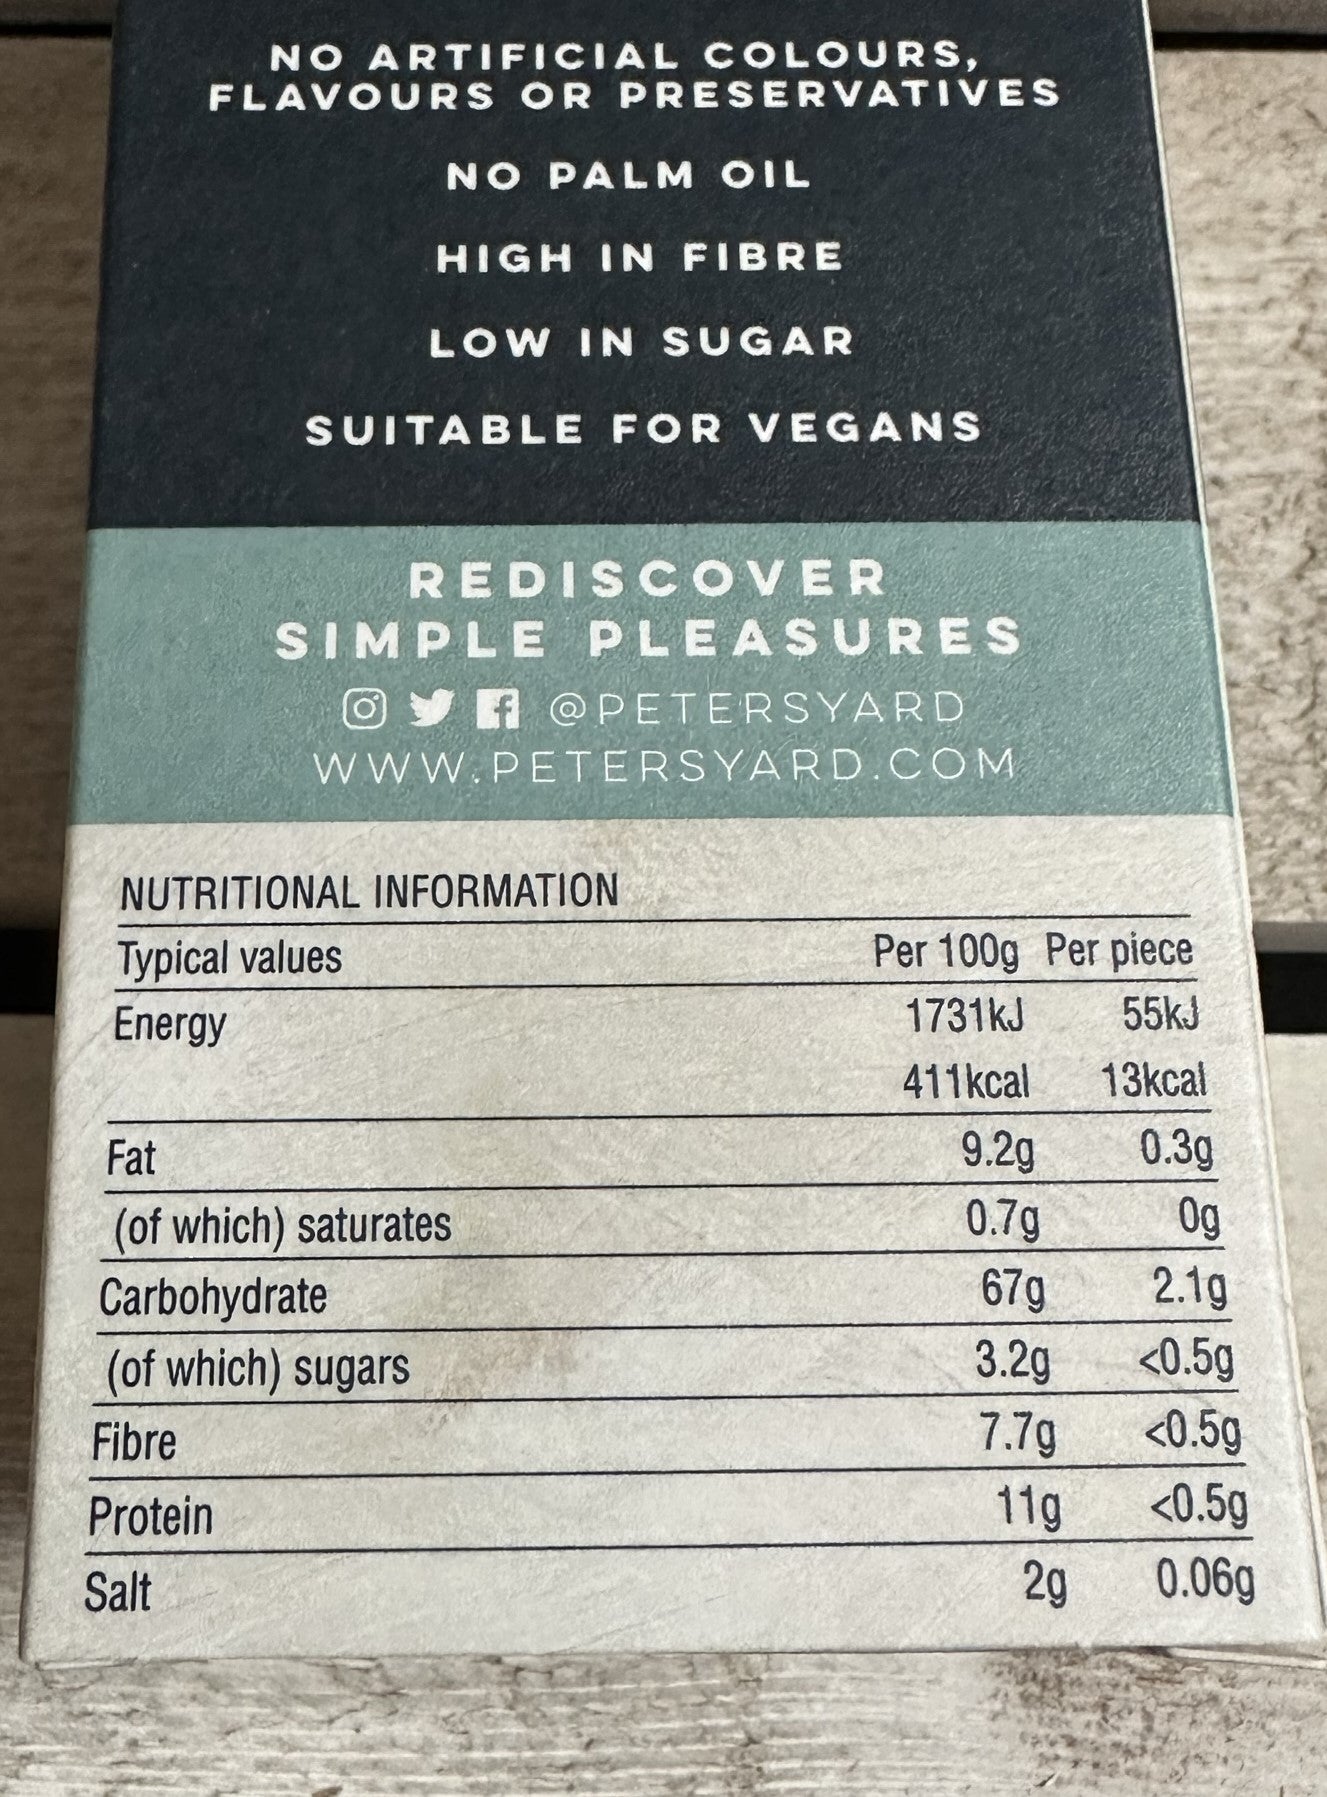 NO ARTIFICIAL COLOURS,
FLAVOURS OR PRESERVATIVES
NO PALM OIL
HIGH IN FIBRE
LOW IN SUGAR
SUITABLE FOR VEGANS
REDISCOVER
SIMPLE PLEASURES
@PETERSYARD
WWW.PETERSYARD.COM
NUTRITIONAL INFORMATION
Typical values Per 100g Per piece
Energy 1731kJ 55kJ
411kcal 13kcal
Fat 9.2g 0.3g
(of which) saturates 0.7g 0g
Carbohydrate 67g 2.1g
(of which) sugars 3.2g <0.5g
Fibre 7.7g <0.5g
Protein 11g <0.5g
Salt 2g 0.06g